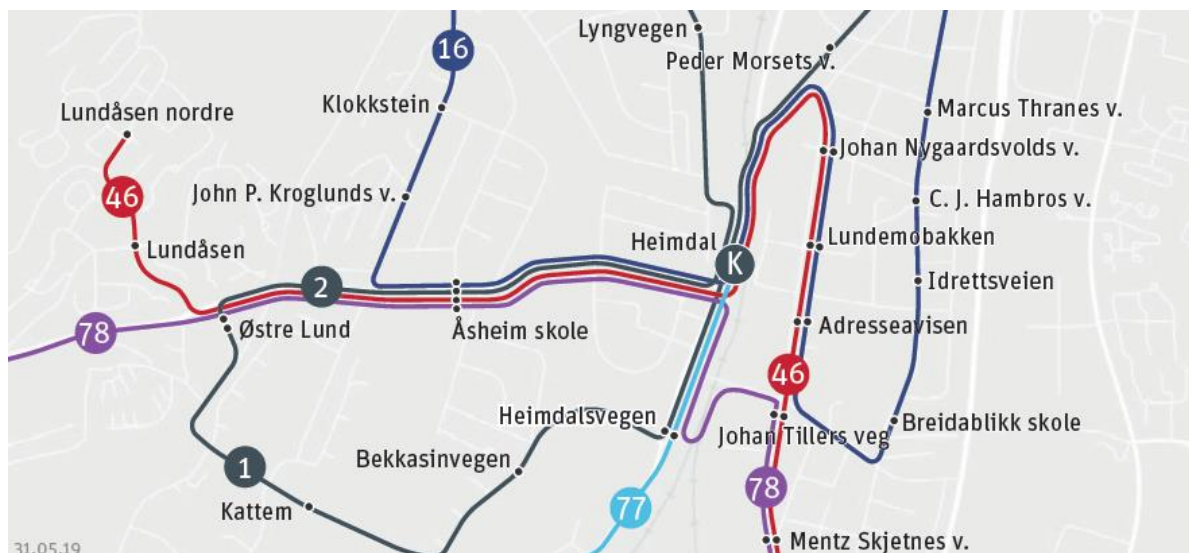 Lyngvegen
16
Peder Morsets v.
Klokkstein
Lundåsen nordre
Marcus Thranes v.
Johan Nygaardsvolds v.
John P. Kroglunds v.
46
C. J. Hambros v.
Lundåsen
Heimdal
Lundemobakken
K
2
Idrettsveien
78
Østre Lund
Åsheim skole
Adresseavisen
46
Heimdalsvegen
Johan Tillers veg
Breidablikk skole
Bekkasinvegen
1
78
Kattem
77
31.05.19
Mentz Skjetnes v.